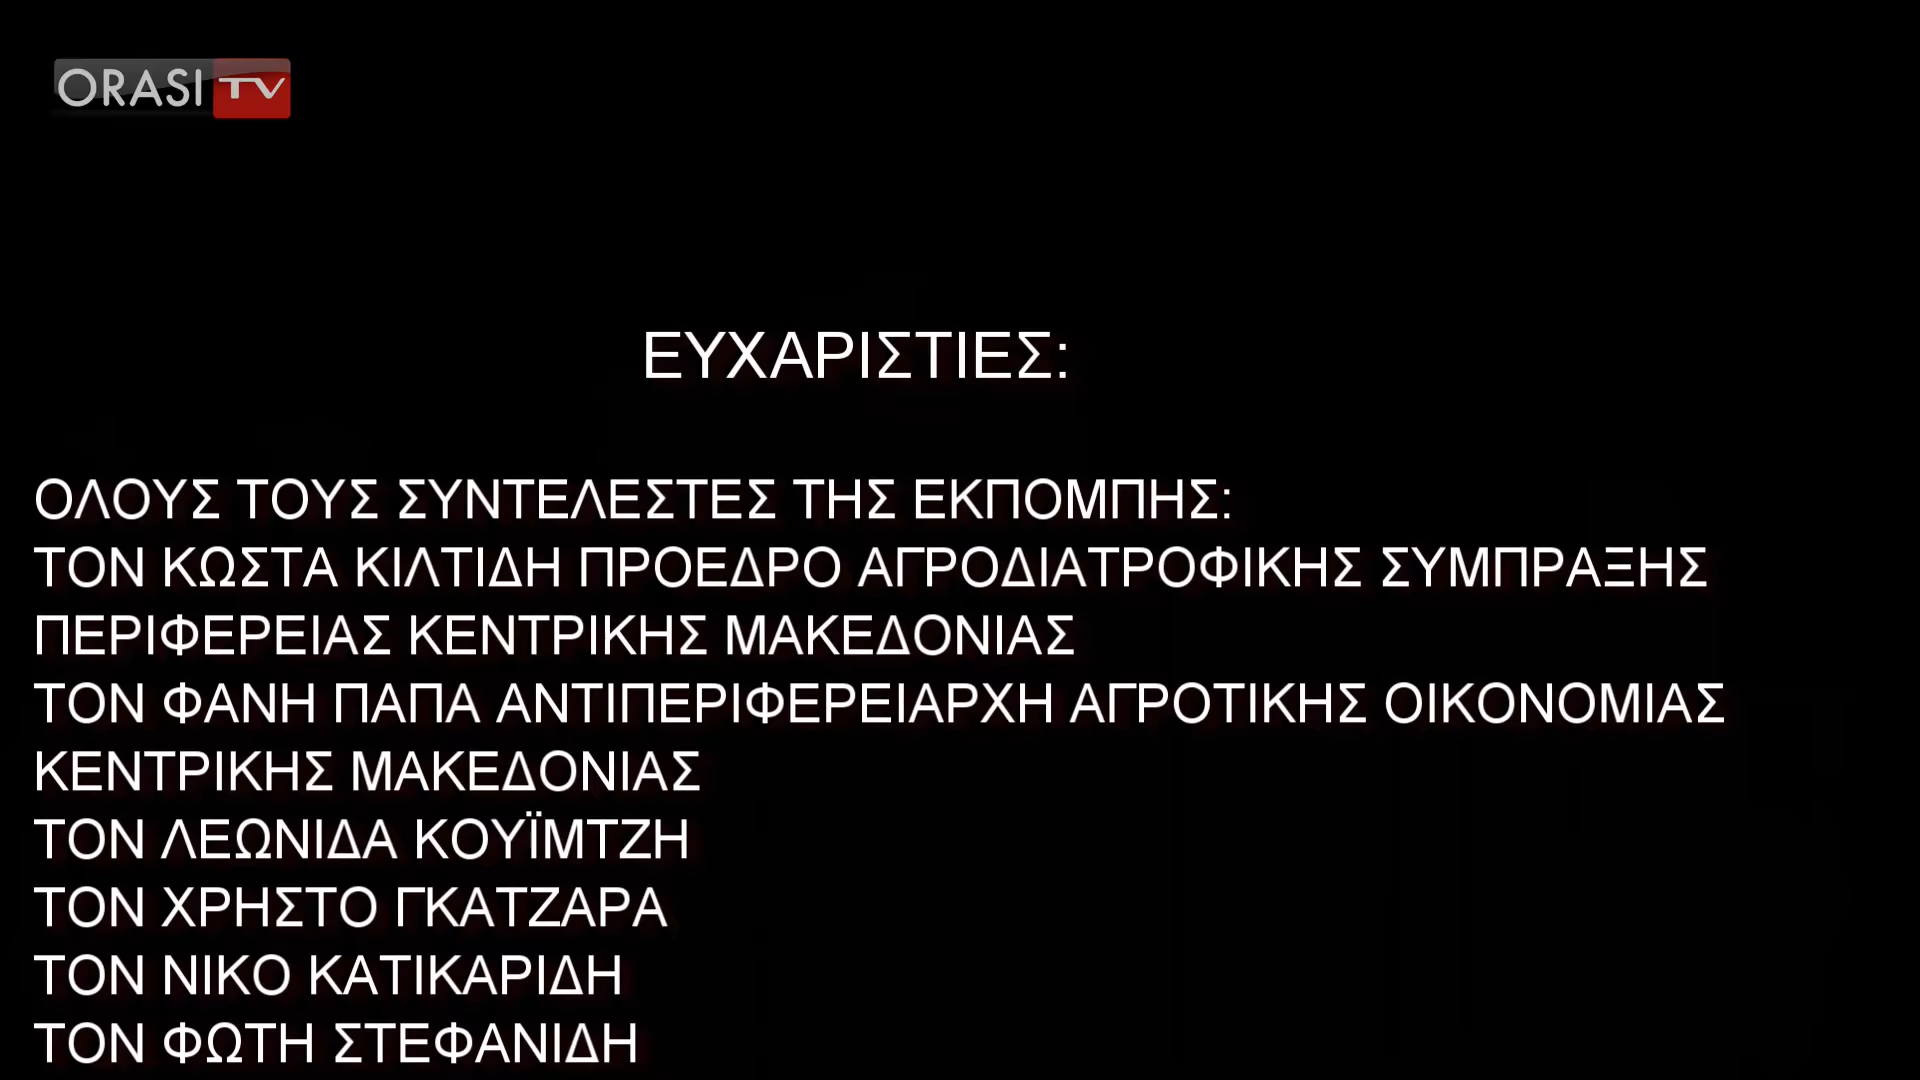 ORASI TV
ΕΥΧΑΡΙΣΤΙΕΣ:
ΟΛΟΥΣ ΤΟΥΣ ΣΥΝΤΕΛΕΣΤΕΣ ΤΗΣ ΕΚΠΟΜΠΗΣ:
ΤΟΝ ΚΩΣΤΑ ΚΙΛΤΙΔΗ ΠΡΟΕΔΡΟ ΑΓΡΟΔΙΑΤΡΟΦΙΚΗΣ ΣΥΜΠΡΑΞΗΣ
ΠΕΡΙΦΕΡΕΙΑΣ ΚΕΝΤΡΙΚΗΣ ΜΑΚΕΔΟΝΙΑΣ
ΤΟΝ ΦΑΝΗ ΠΑΠΑ ΑΝΤΙΠΕΡΙΦΕΡΕΙΑΡΧΗ ΑΓΡΟΤΙΚΗΣ ΟΙΚΟΝΟΜΙΑΣ
ΚΕΝΤΡΙΚΗΣ ΜΑΚΕΔΟΝΙΑΣ
ΤΟΝ ΛΕΩΝΙΔΑ ΚΟΥΪΜΤΖΗ
ΤΟΝ ΧΡΗΣΤΟ ΓΚΑΤΖΑΡΑ
ΤΟΝ ΝΙΚΟ ΚΑΤΙΚΑΡΙΔΗ
ΤΟΝ ΦΩΤΗ ΣΤΕΦΑΝΙΔΗ